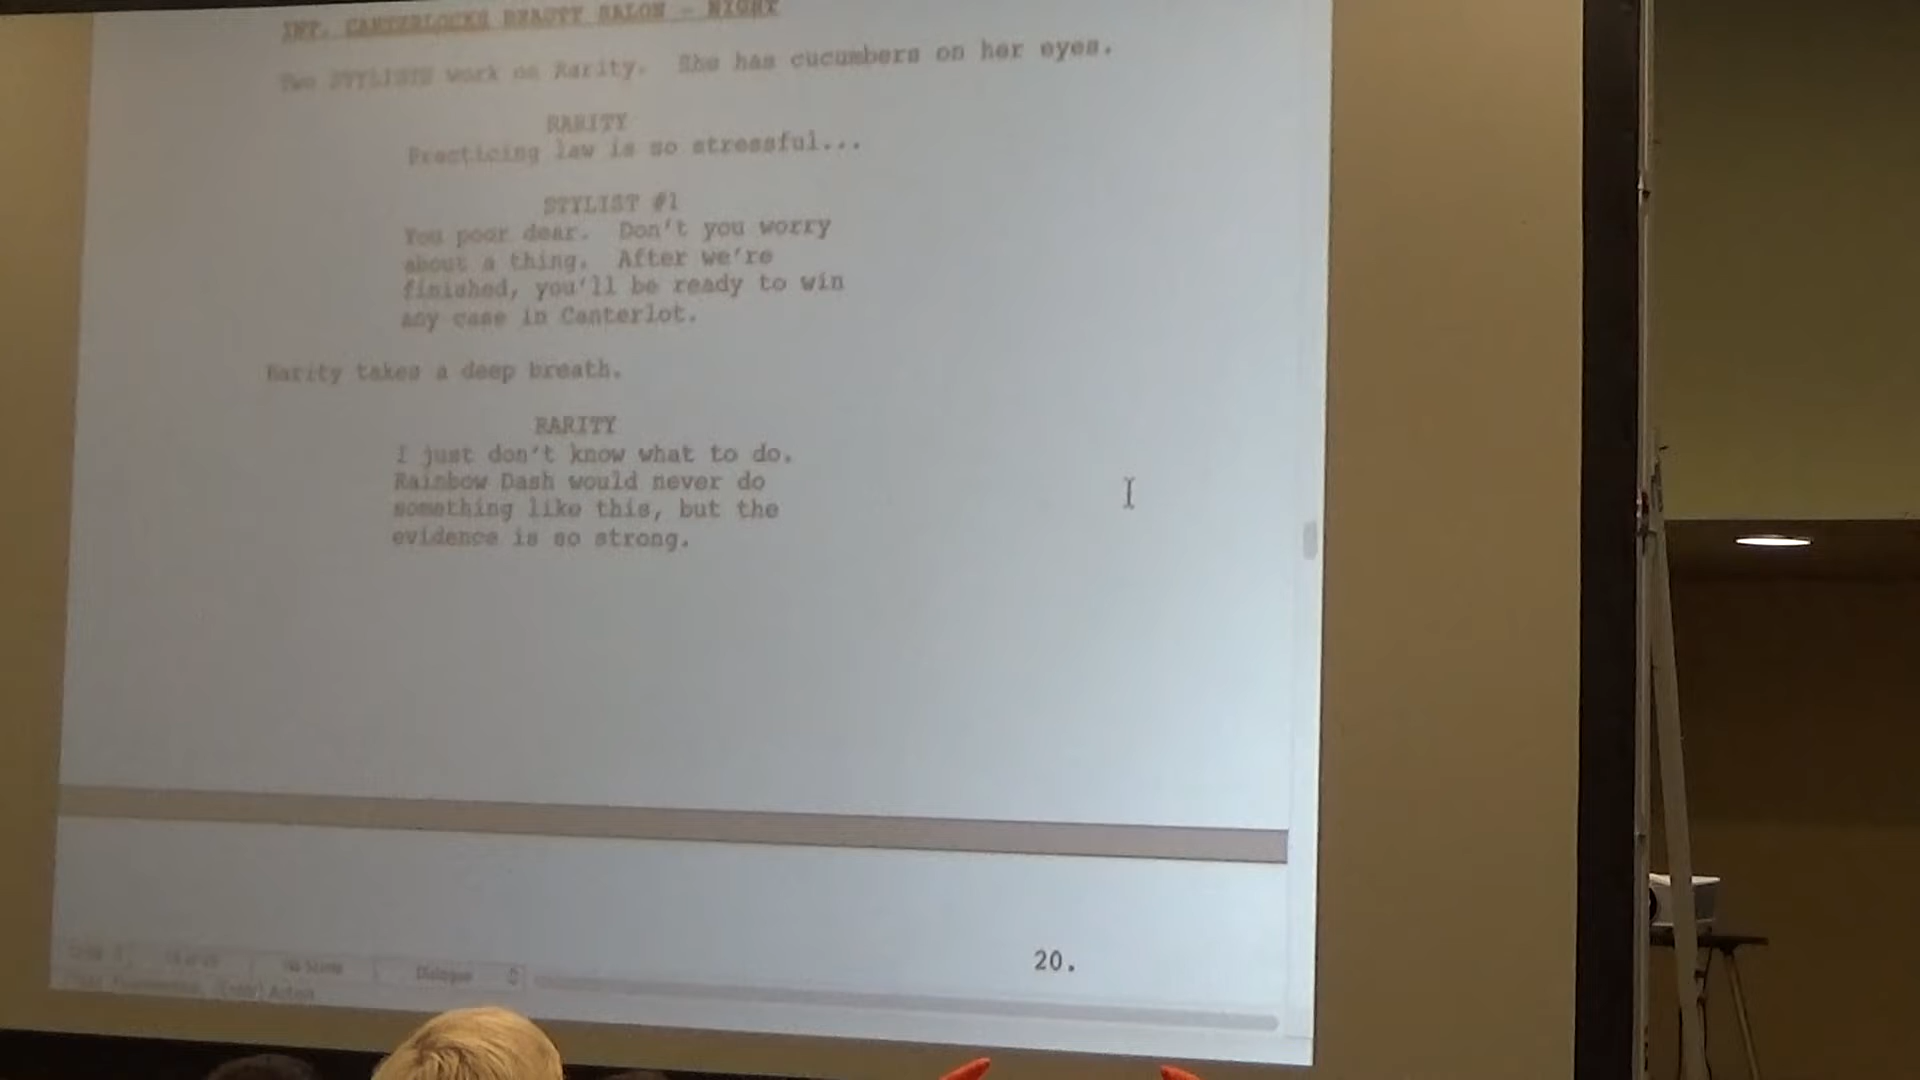 INT. CANTERLOCKS BEAUTY SALON - NIGHT
Two STYLISTS work on Rarity. She has cucumbers on her eyes.
RARITY
Practicing law is so stressful...
STYLIST #1
You poor dear. Don't you worry
about a thing. After we're
finished, you'll be ready to win
any case in Canterlot.
Rarity takes a deep breath.
RARITY
I just don't know what to do.
Rainbow Dash would never do
something like this, but the
evidence is so strong.
20.
Dialogue